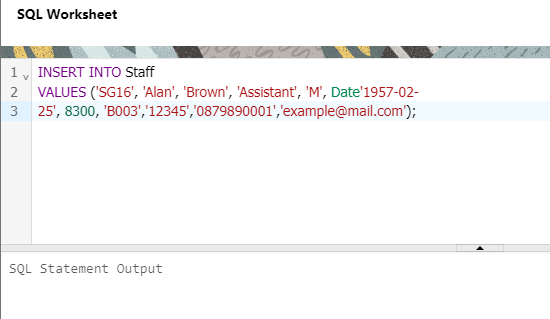 SQL Worksheet
1 INSERT INTO Staff
2 VALUES ('SG16', 'Alan', 'Brown', 'Assistant', 'M', Date'1957-02-
3 25', 8300, 'B003','12345','0879890001','example@mail.com');
SQL Statement Output